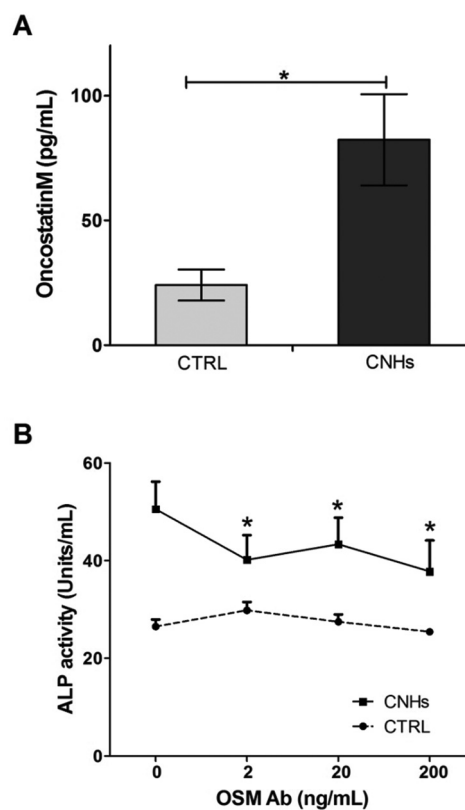 A
OncostatinM (pg/mL)
100
50
0
*
CTRL
CNHs
B
ALP activity (Units/mL)
60
40
20
0
*
*
*
CNHs
CTRL
0 2 20 200
OSM Ab (ng/mL)